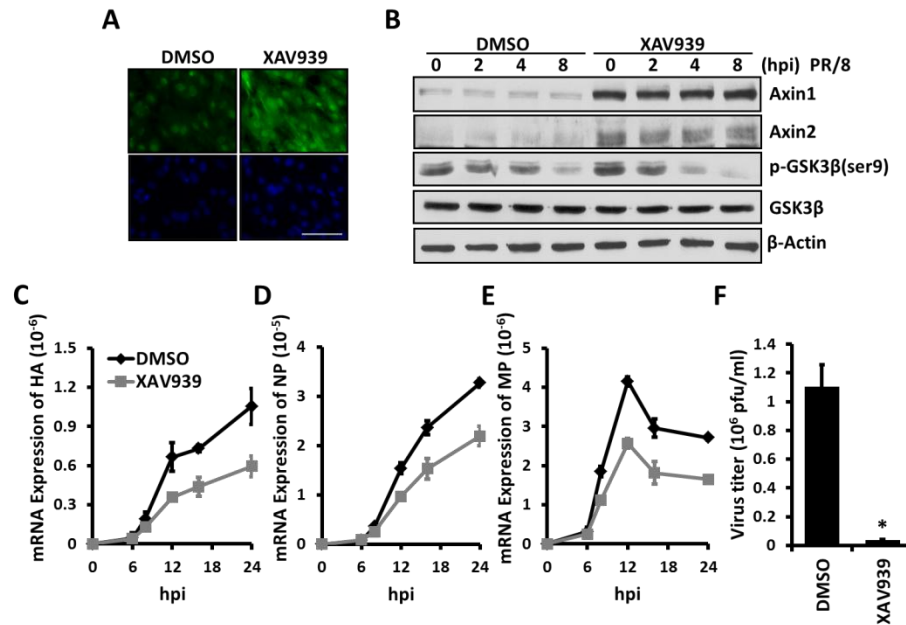 A
DMSO XAV939
B
DMSO XAV939
0 2 4 8 0 2 4 8 (hpi) PR/8
Axin1
Axin2
p-GSK3β(ser9)
GSK3β
β-Actin
C
mRNA Expression of HA (10⁻⁶)
1.5
1.2
0.9
0.6
0.3
0
DMSO
XAV939
0 6 12 18 24
hpi
D
mRNA Expression of NP (10⁻⁵)
4
3
2
1
0
0 6 12 18 24
hpi
E
mRNA Expression of MP (10⁻⁶)
5
4
3
2
1
0
0 6 12 18 24
hpi
F
Virus titer (10⁶ pfu/ml)
1.4
1.2
1
0.8
0.6
0.4
0.2
0
*
DMSO
XAV939